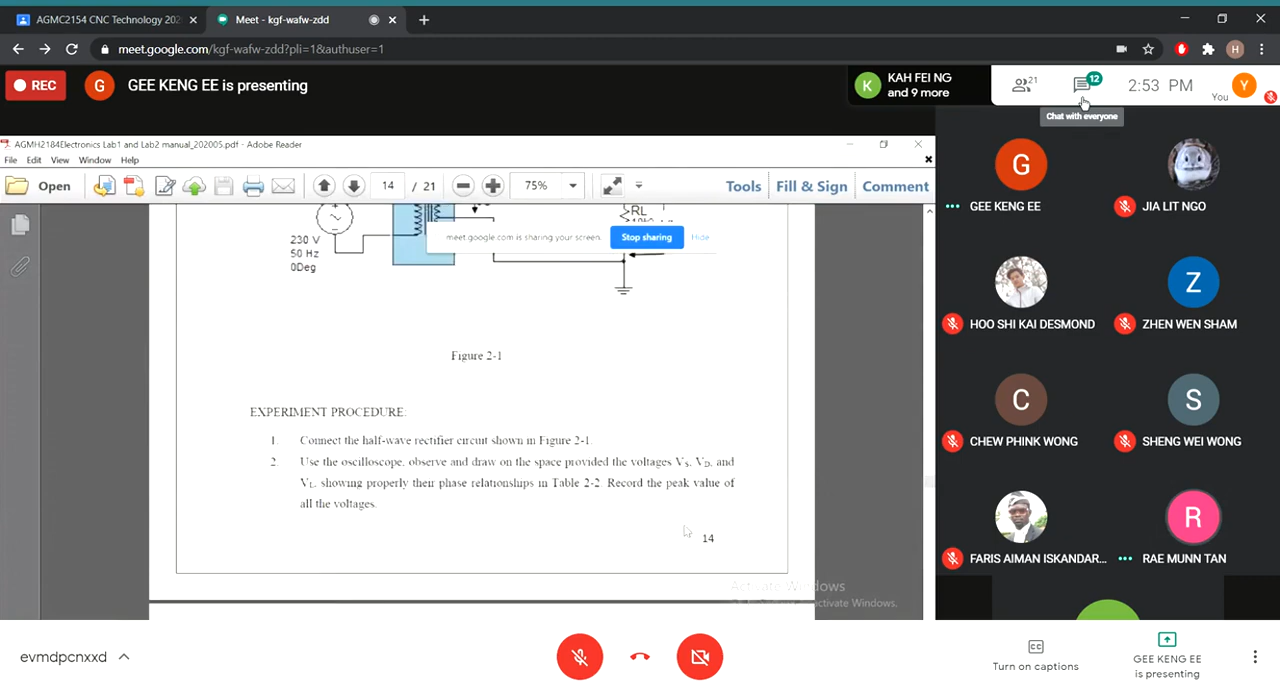 AGMC2154 CNC Technology 202
Meet - kgf-wafw-zdd
meet.google.com/kgf-wafw-zdd?pli=1&authuser=1
H
REC
G
GEE KENG EE is presenting
K
KAH FEI NG
and 9 more
21
12
2:53 PM
You
Y
Chat with everyone
AGMH2184Electronics Lab1 and Lab2 manual_202005.pdf - Adobe Reader
File Edit View Window Help
Open
14 / 21
75%
Tools
Fill & Sign
Comment
RL
meet.google.com is sharing your screen.
Stop sharing
Hide
230 V
50 Hz
0Deg
Figure 2-1
EXPERIMENT PROCEDURE:
1. Connect the half-wave rectifier circuit shown in Figure 2-1
2. Use the oscilloscope, observe and draw on the space provided the voltages VS, VD, and
VL, showing properly their phase relationships in Table 2-2. Record the peak value of
all the voltages.
14
Activate Windows
activate Windows.
G
GEE KENG EE
JIA LIT NGO
HOO SHI KAI DESMOND
Z
ZHEN WEN SHAM
C
CHEW PHINK WONG
S
SHENG WEI WONG
FARIS AIMAN ISKANDAR...
R
RAE MUNN TAN
evmdpcnxxd
CC
Turn on captions
GEE KENG EE
is presenting